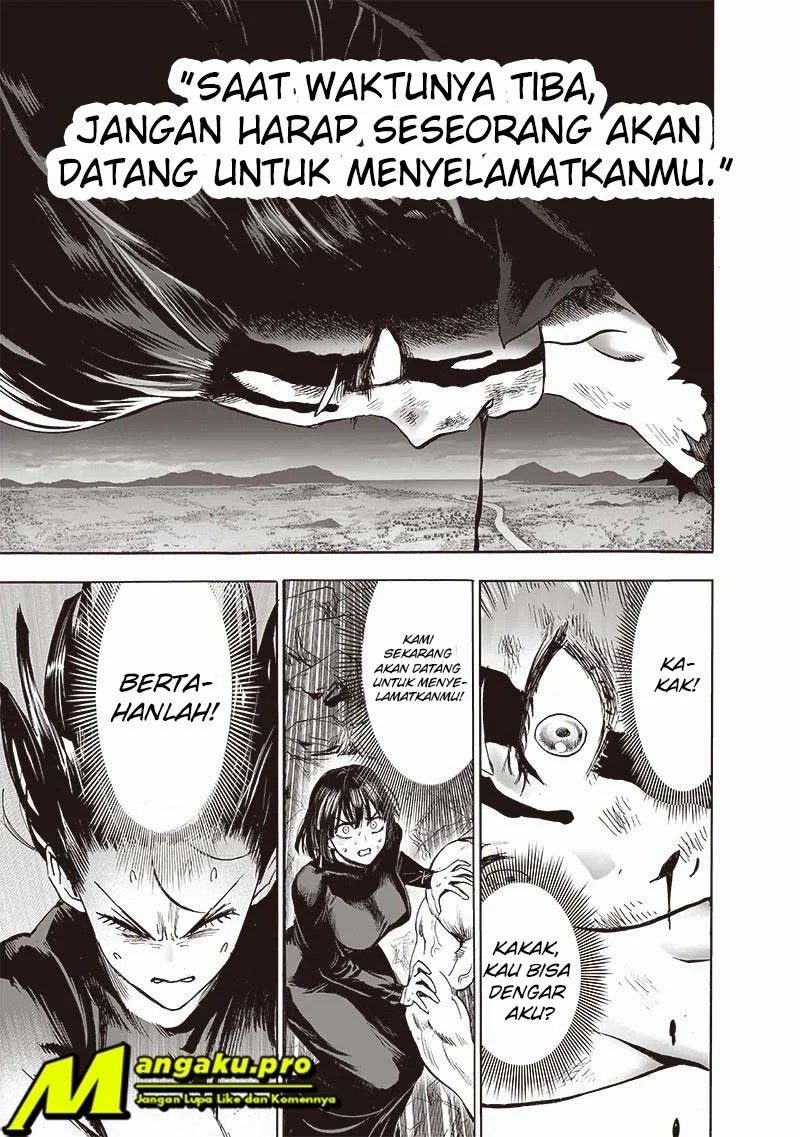 "SAAT WAKTUNYA TIBA,
JANGAN HARAP SESEORANG AKAN
DATANG UNTUK MENYELAMATKANMU."
KA-
KAK!
KAKAK,
KAU BISA
DENGAR
AKU?
KAMI
SEKARANG
AKAN DATANG
UNTUK MENYE-
LAMATKANMU!
BERTA-
HANLAH!
Mangaku.pro
Jangan Lupa Like dan Komennya